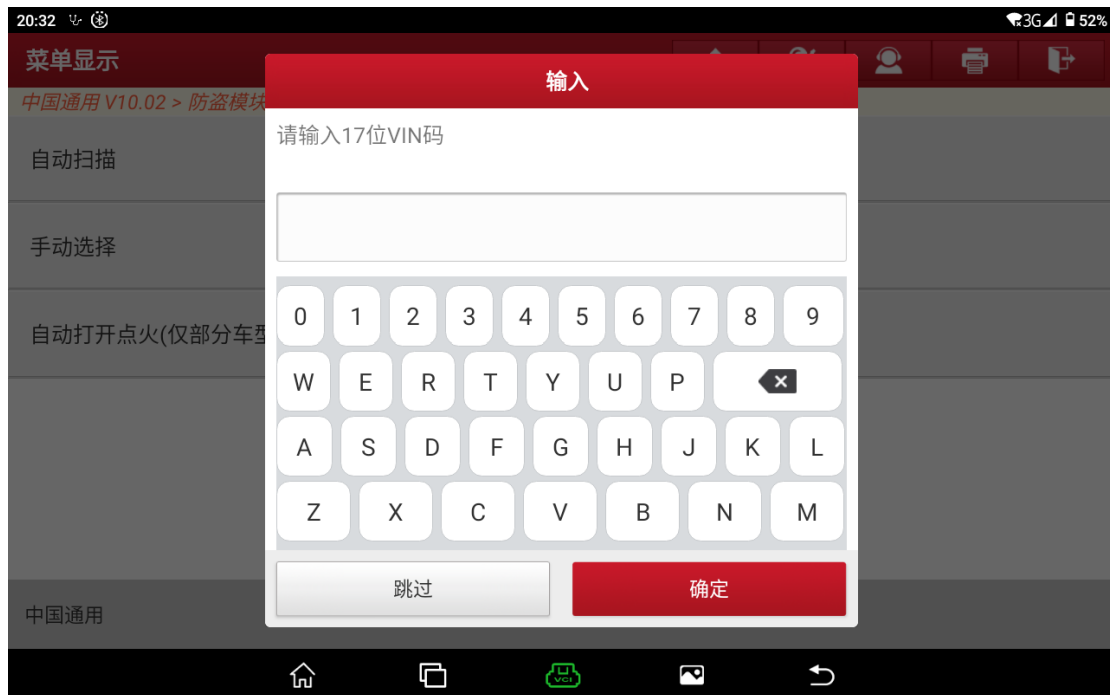 20:32 3G 52%
菜单显示
中国通用 V10.02 > 防盗模块
自动扫描
手动选择
自动打开点火(仅部分车型
输入
请输入17位VIN码
0 1 2 3 4 5 6 7 8 9
W E R T Y U P
A S D F G H J K L
Z X C V B N M
跳过 确定
中国通用
VCI